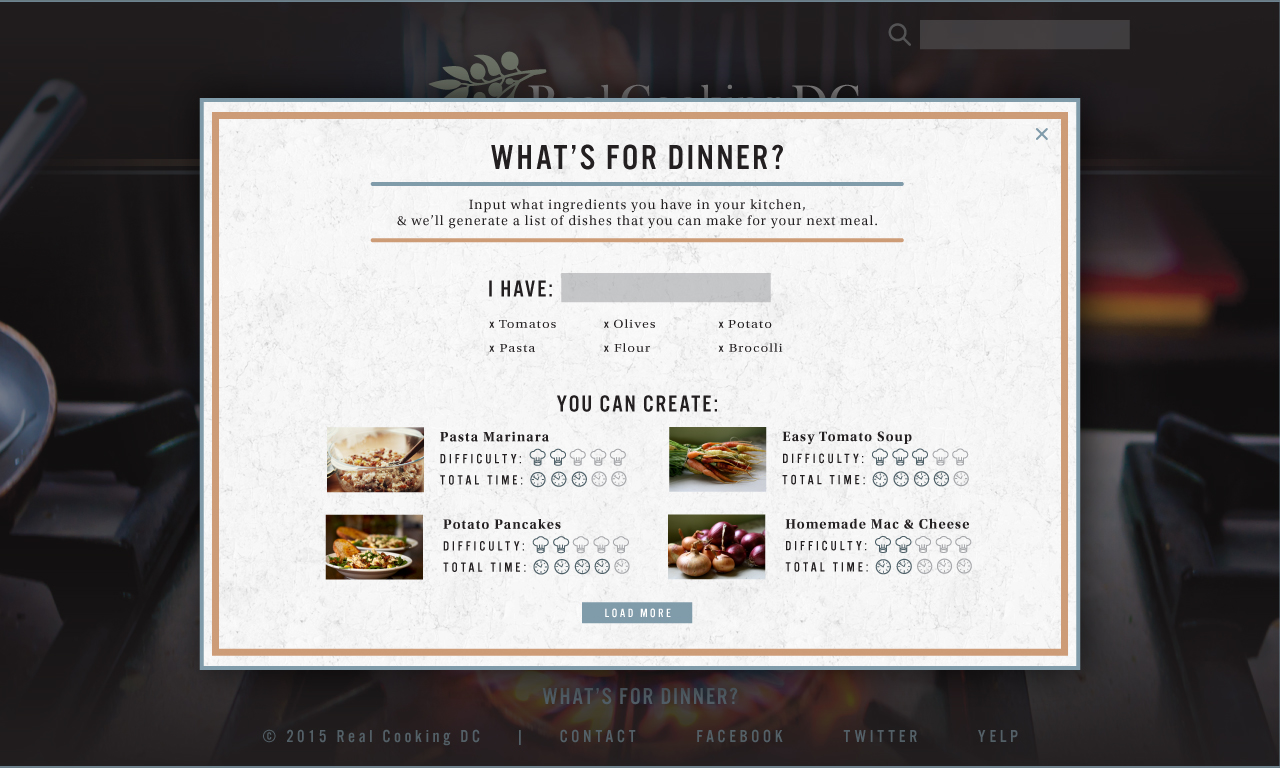 Real Cooking DC
WHAT'S FOR DINNER?
Input what ingredients you have in your kitchen,
& we'll generate a list of dishes that you can make for your next meal.
I HAVE:
x Tomatos x Olives x Potato
x Pasta x Flour x Brocolli
YOU CAN CREATE:
Pasta Marinara
DIFFICULTY:
TOTAL TIME:
Easy Tomato Soup
DIFFICULTY:
TOTAL TIME:
Potato Pancakes
DIFFICULTY:
TOTAL TIME:
Homemade Mac & Cheese
DIFFICULTY:
TOTAL TIME:
LOAD MORE
WHAT'S FOR DINNER?
© 2015 Real Cooking DC | CONTACT FACEBOOK TWITTER YELP